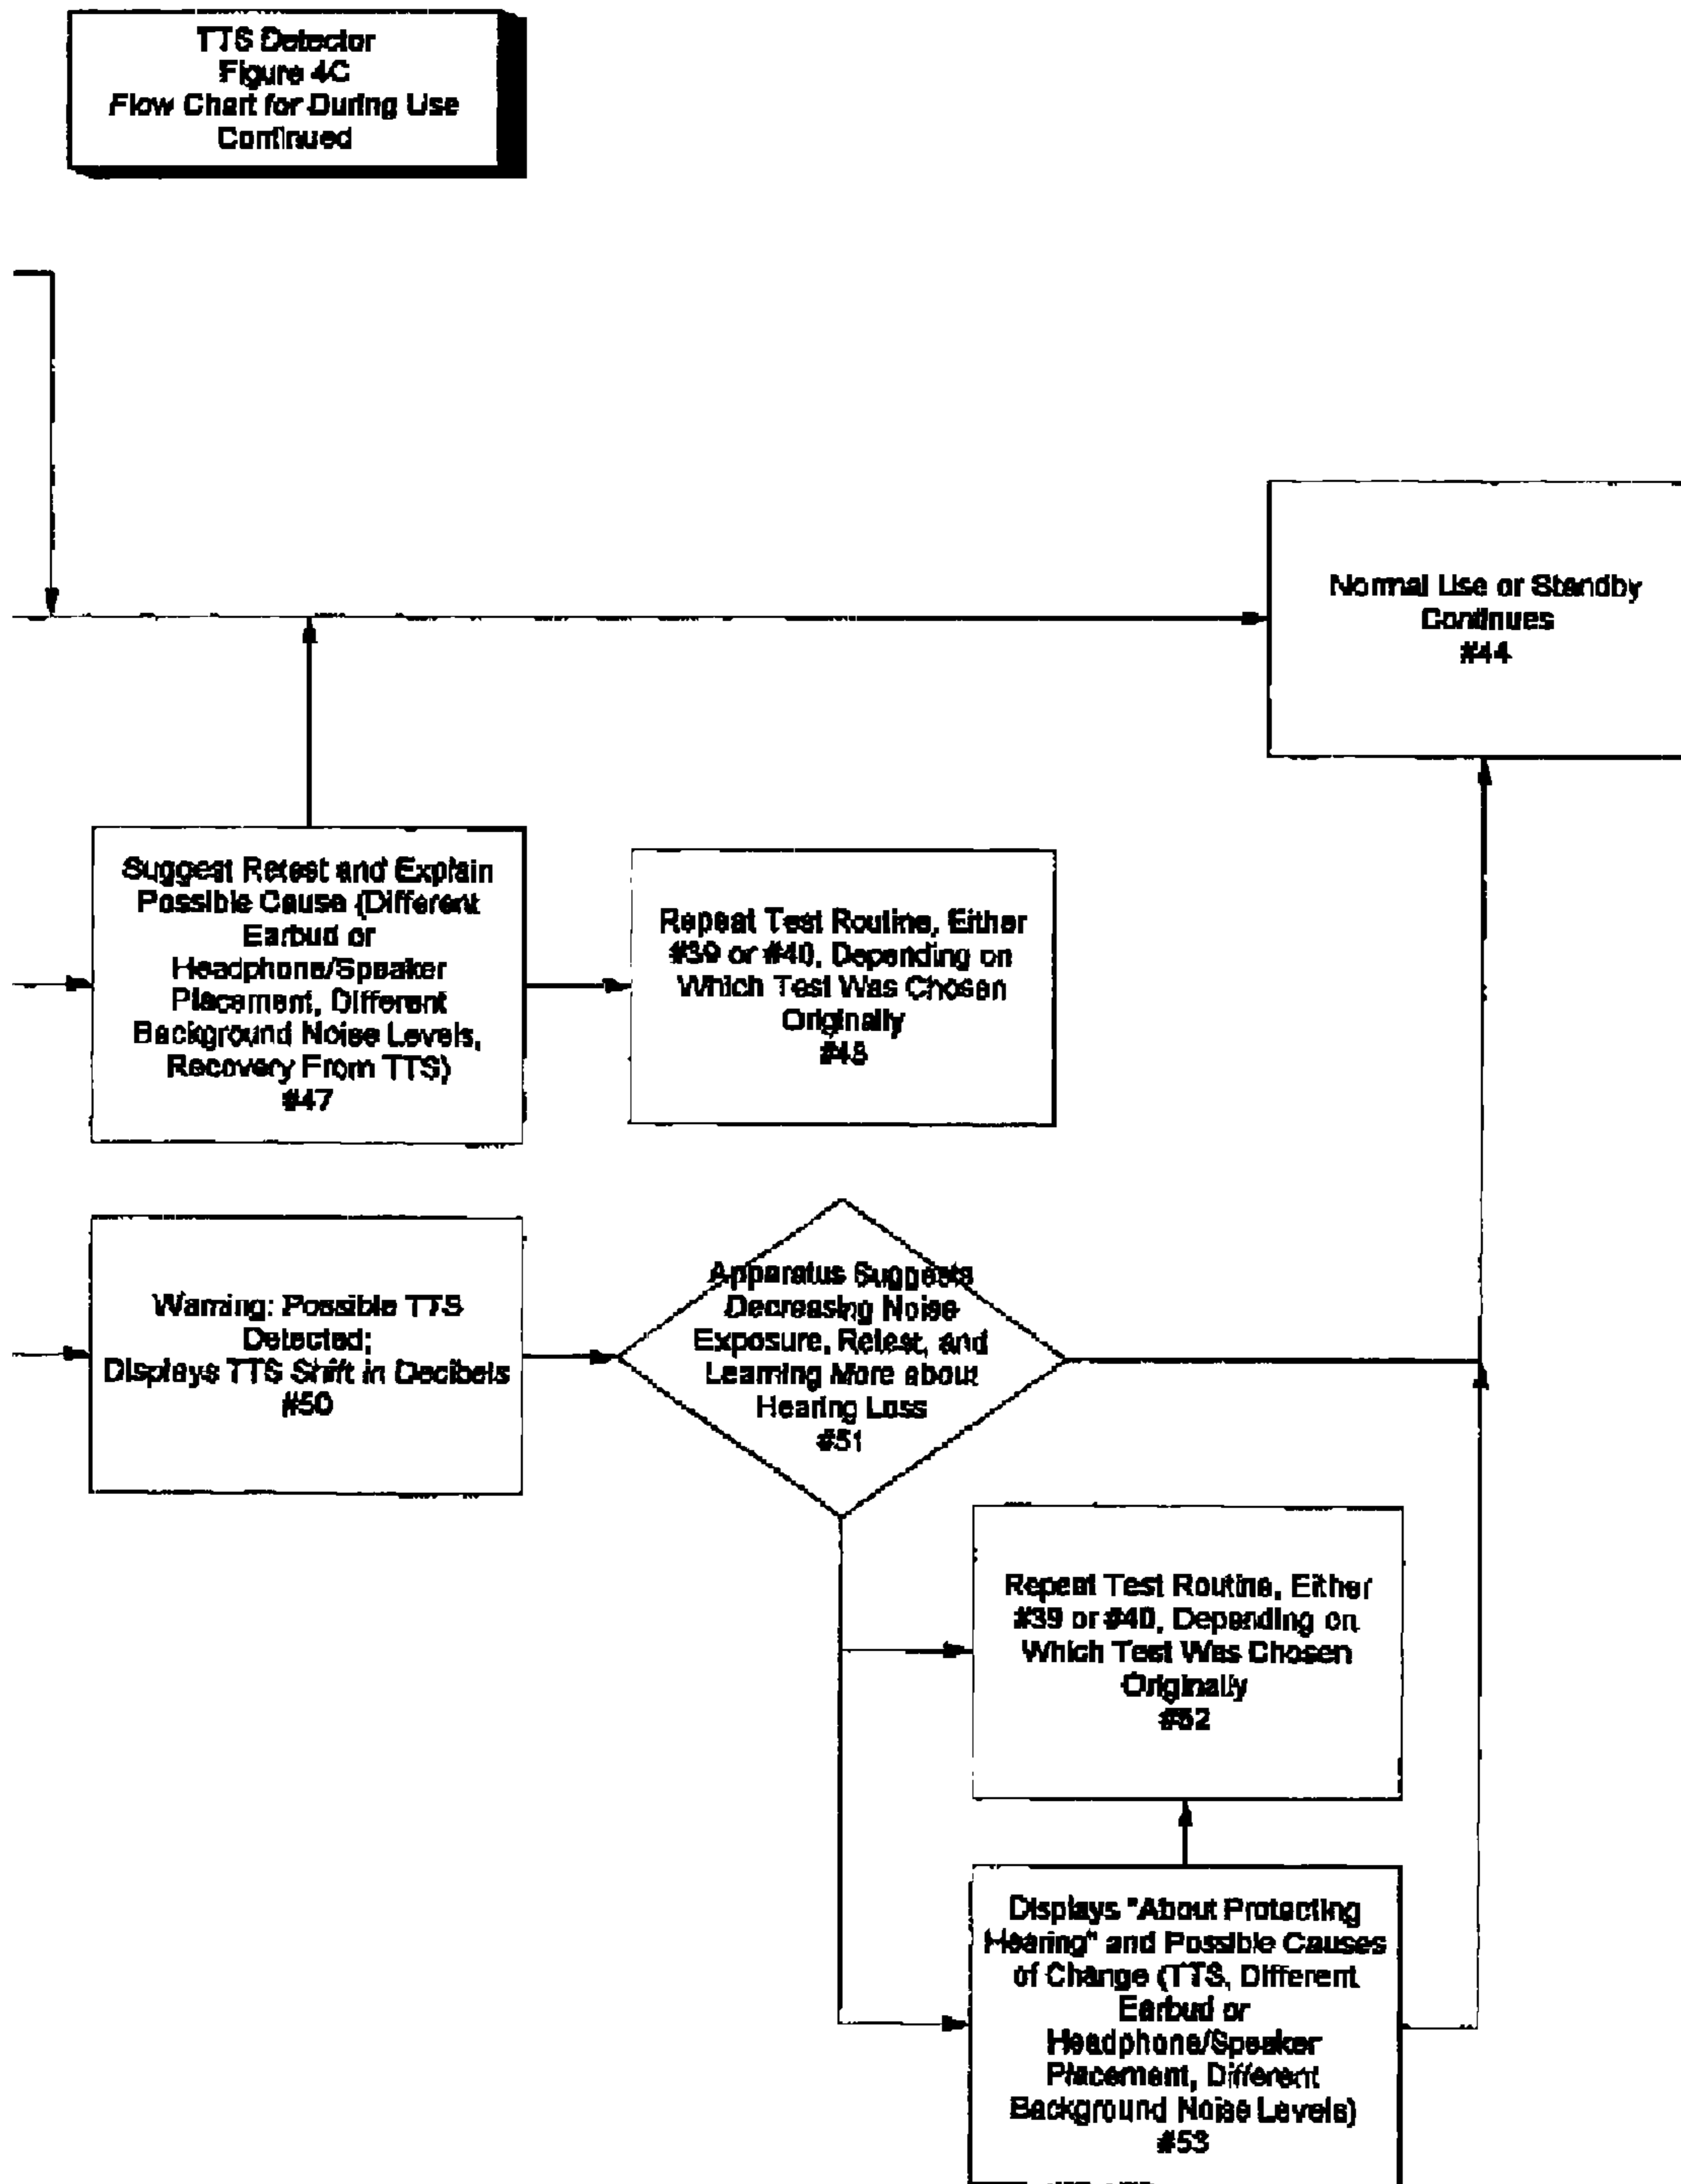 TTS Detector
Figure 4C
Flow Chart for During Use
Continued
Normal Use or Standby
Continues
#44
Suggest Retest and Explain
Possible Cause (Different
Earbud or
Headphone/Speaker
Placement, Different
Background Noise Levels,
Recovery From TTS)
#47
Repeat Test Routine, Either
#39 or #40, Depending on
Which Test Was Chosen
Originally
#48
Warning: Possible TTS
Detected;
Displays TTS Shift in Decibels
#50
Apparatus Suggests
Decreasing Noise
Exposure, Retest, and
Learning More about
Hearing Loss
#51
Repeat Test Routine, Either
#39 or #40, Depending on
Which Test Was Chosen
Originally
#52
Displays "About Protecting
Hearing" and Possible Causes
of Change (TTS, Different
Earbud or
Headphone/Speaker
Placement, Different
Background Noise Levels)
#53